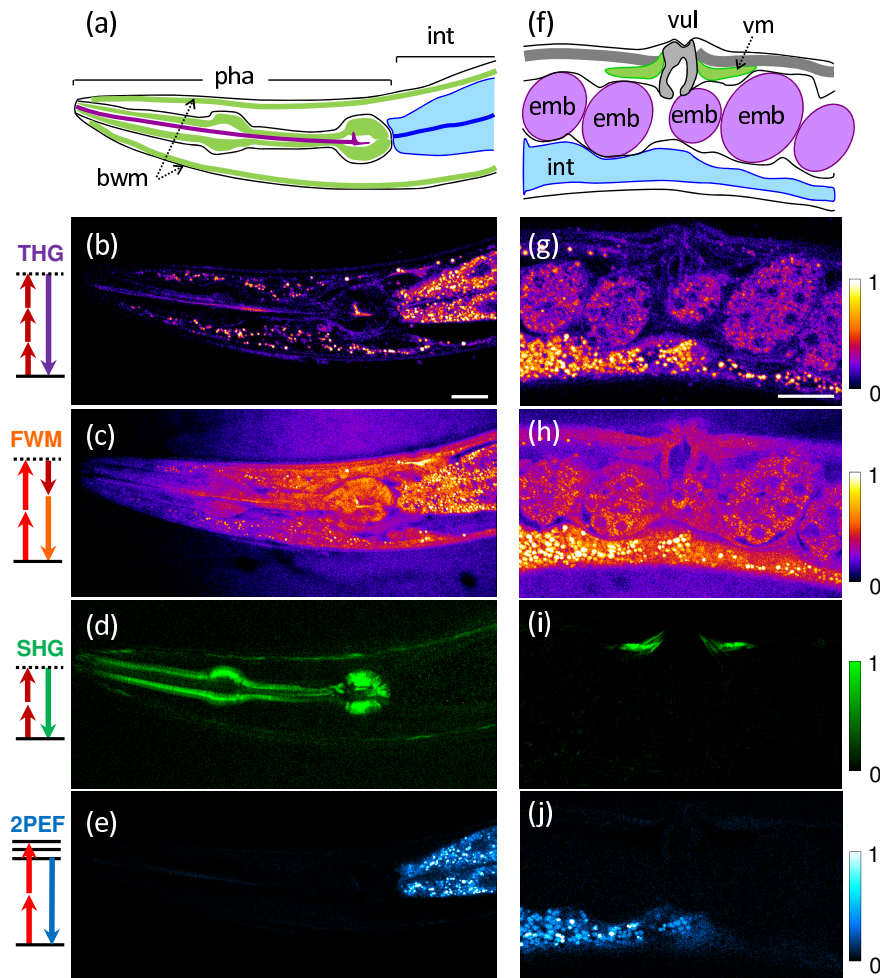 (a)
int
pha
bwm
(f)
vul
vm
emb
emb
emb
emb
int
THG
(b)
(g)
1
0
FWM
(c)
(h)
1
0
SHG
(d)
(i)
1
0
2PEF
(e)
(j)
1
0